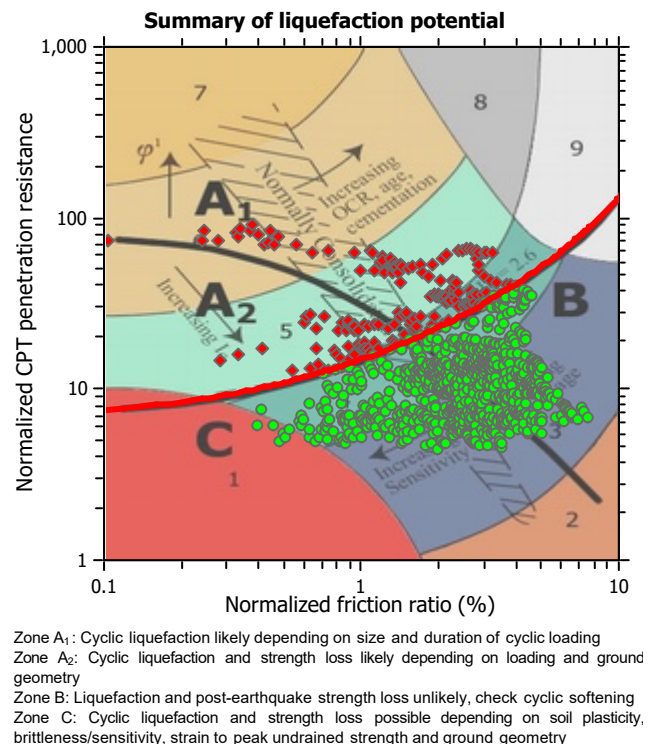 Summary of liquefaction potential
1,000
100
10
1
0.1
1
10
Normalized CPT penetration resistance
Normalized friction ratio (%)
7
8
9
φ'
A1
Increasing
OCR, age,
cementation
Normally Consolid
A2
Increasing
5
= 2.6
B
C
1
Sensitivity
3
2
Zone A1: Cyclic liquefaction likely depending on size and duration of cyclic loading
Zone A2: Cyclic liquefaction and strength loss likely depending on loading and ground
geometry
Zone B: Liquefaction and post-earthquake strength loss unlikely, check cyclic softening
Zone C: Cyclic liquefaction and strength loss possible depending on soil plasticity,
brittleness/sensitivity, strain to peak undrained strength and ground geometry